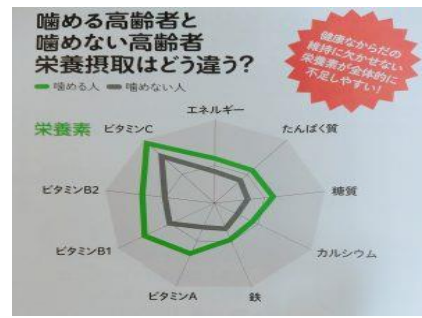 噛める高齢者と
噛めない高齢者
栄養摂取はどう違う?
噛める人 噛めない人
健康なからだの
維持に欠かせない
栄養素が全体的に
不足しやすい!
栄養素
エネルギー
たんぱく質
糖質
カルシウム
鉄
ビタミンA
ビタミンB1
ビタミンB2
ビタミンC